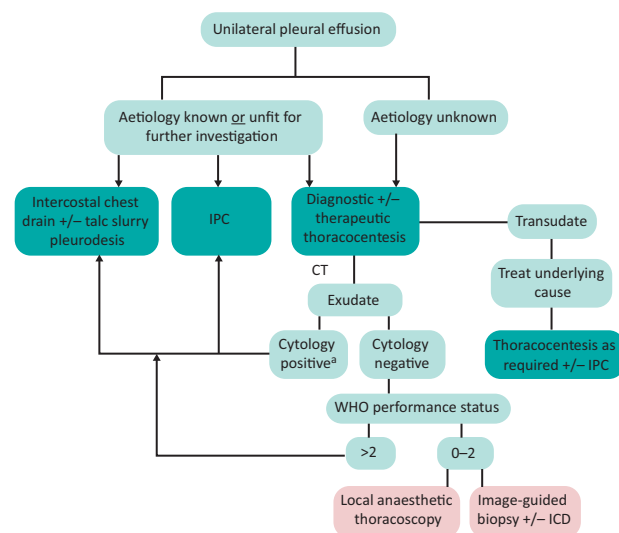 Unilateral pleural effusion
Aetiology known or unfit for
further investigation
Aetiology unknown
Intercostal chest
drain +/– talc slurry
pleurodesis
IPC
Diagnostic +/–
therapeutic
thoracocentesis
Transudate
CT
Treat underlying
cause
Exudate
Cytology
positiveᵃ
Cytology
negative
Thoracocentesis as
required +/– IPC
WHO performance status
>2
0–2
Local anaesthetic
thoracoscopy
Image-guided
biopsy +/– ICD